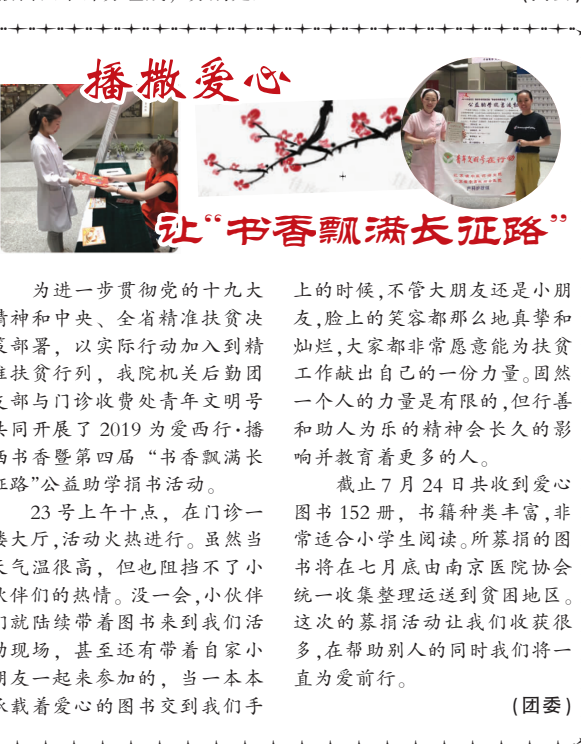 播撒爱心
让“书香飘满长征路”
青年文明号在行动
为进一步贯彻党的十九大
精神和中央、全省精准扶贫决
策部署，以实际行动加入到精
准扶贫行列，我院机关后勤团
支部与门诊收费处青年文明号
共同开展了 2019 为爱西行·播
洒书香暨第四届“书香飘满长
征路”公益助学捐书活动。
23 号上午十点，在门诊一
楼大厅,活动火热进行。虽然当
天气温很高，但也阻挡不了小
伙伴们的热情。没一会,小伙伴
们就陆续带着图书来到我们活
动现场，甚至还有带着自家小
朋友一起来参加的，当一本本
承载着爱心的图书交到我们手
上的时候,不管大朋友还是小朋
友,脸上的笑容都那么地真挚和
灿烂,大家都非常愿意能为扶贫
工作献出自己的一份力量。固然
一个人的力量是有限的,但行善
和助人为乐的精神会长久的影
响并教育着更多的人。
截止 7 月 24 日共收到爱心
图书 152 册，书籍种类丰富,非
常适合小学生阅读。所募捐的图
书将在七月底由南京医院协会
统一收集整理运送到贫困地区。
这次的募捐活动让我们收获很
多,在帮助别人的同时我们将一
直为爱前行。
(团委)